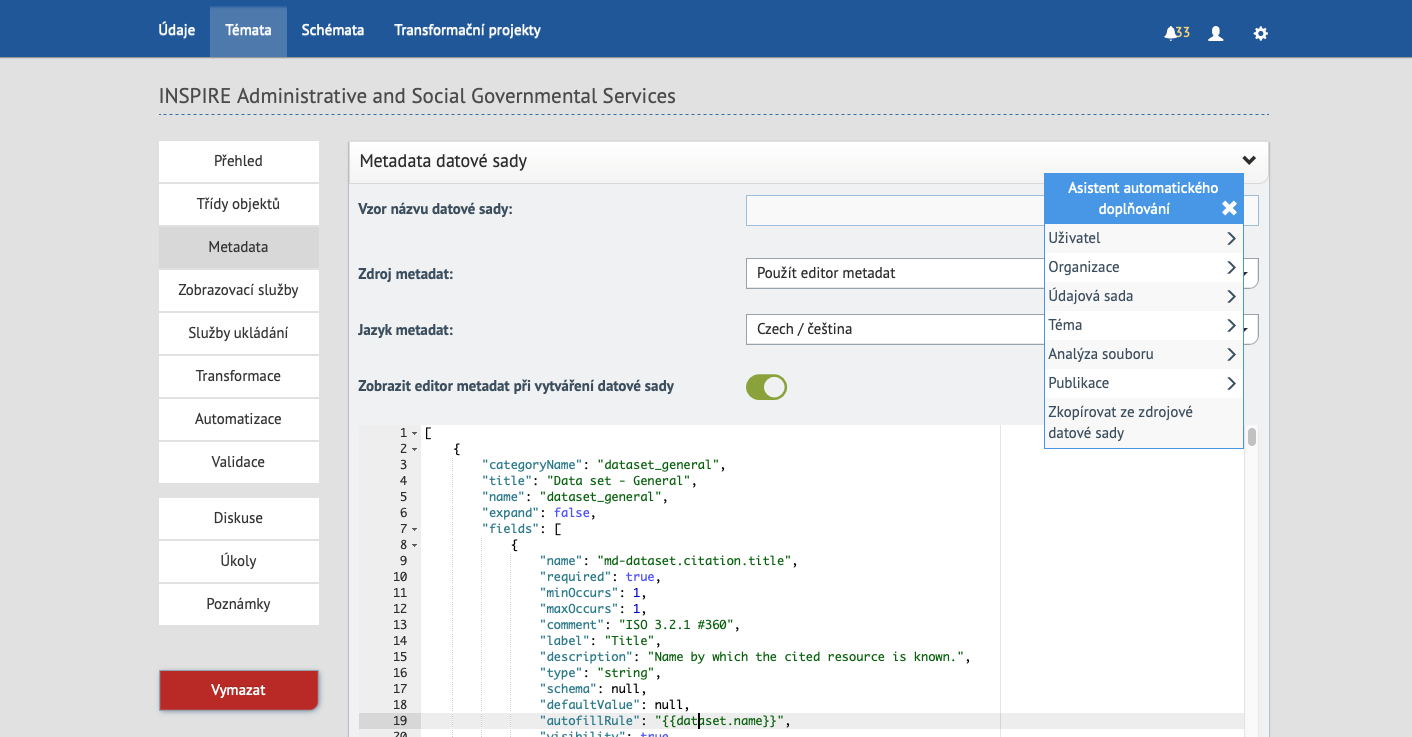 Údaje Témata Schémata Transformační projekty 33
INSPIRE Administrative and Social Governmental Services
Přehled
Třídy objektů
Metadata
Zobrazovací služby
Služby ukládání
Transformace
Automatizace
Validace
Diskuse
Úkoly
Poznámky
Vymazat
Metadata datové sady
Vzor názvu datové sady:
Zdroj metadat: Použít editor metadat
Jazyk metadat: Czech / čeština
Zobrazit editor metadat při vytváření datové sady
Asistent automatického
doplňování
Uživatel
Organizace
Údajová sada
Téma
Analýza souboru
Publikace
Zkopírovat ze zdrojové
datové sady
1 [
2 {
3 "categoryName": "dataset_general",
4 "title": "Data set - General",
5 "name": "dataset_general",
6 "expand": false,
7 "fields": [
8 {
9 "name": "md-dataset.citation.title",
10 "required": true,
11 "minOccurs": 1,
12 "maxOccurs": 1,
13 "comment": "ISO 3.2.1 #360",
14 "label": "Title",
15 "description": "Name by which the cited resource is known.",
16 "type": "string",
17 "schema": null,
18 "defaultValue": null,
19 "autofillRule": "{{dataset.name}}",
20 "visibility": true,